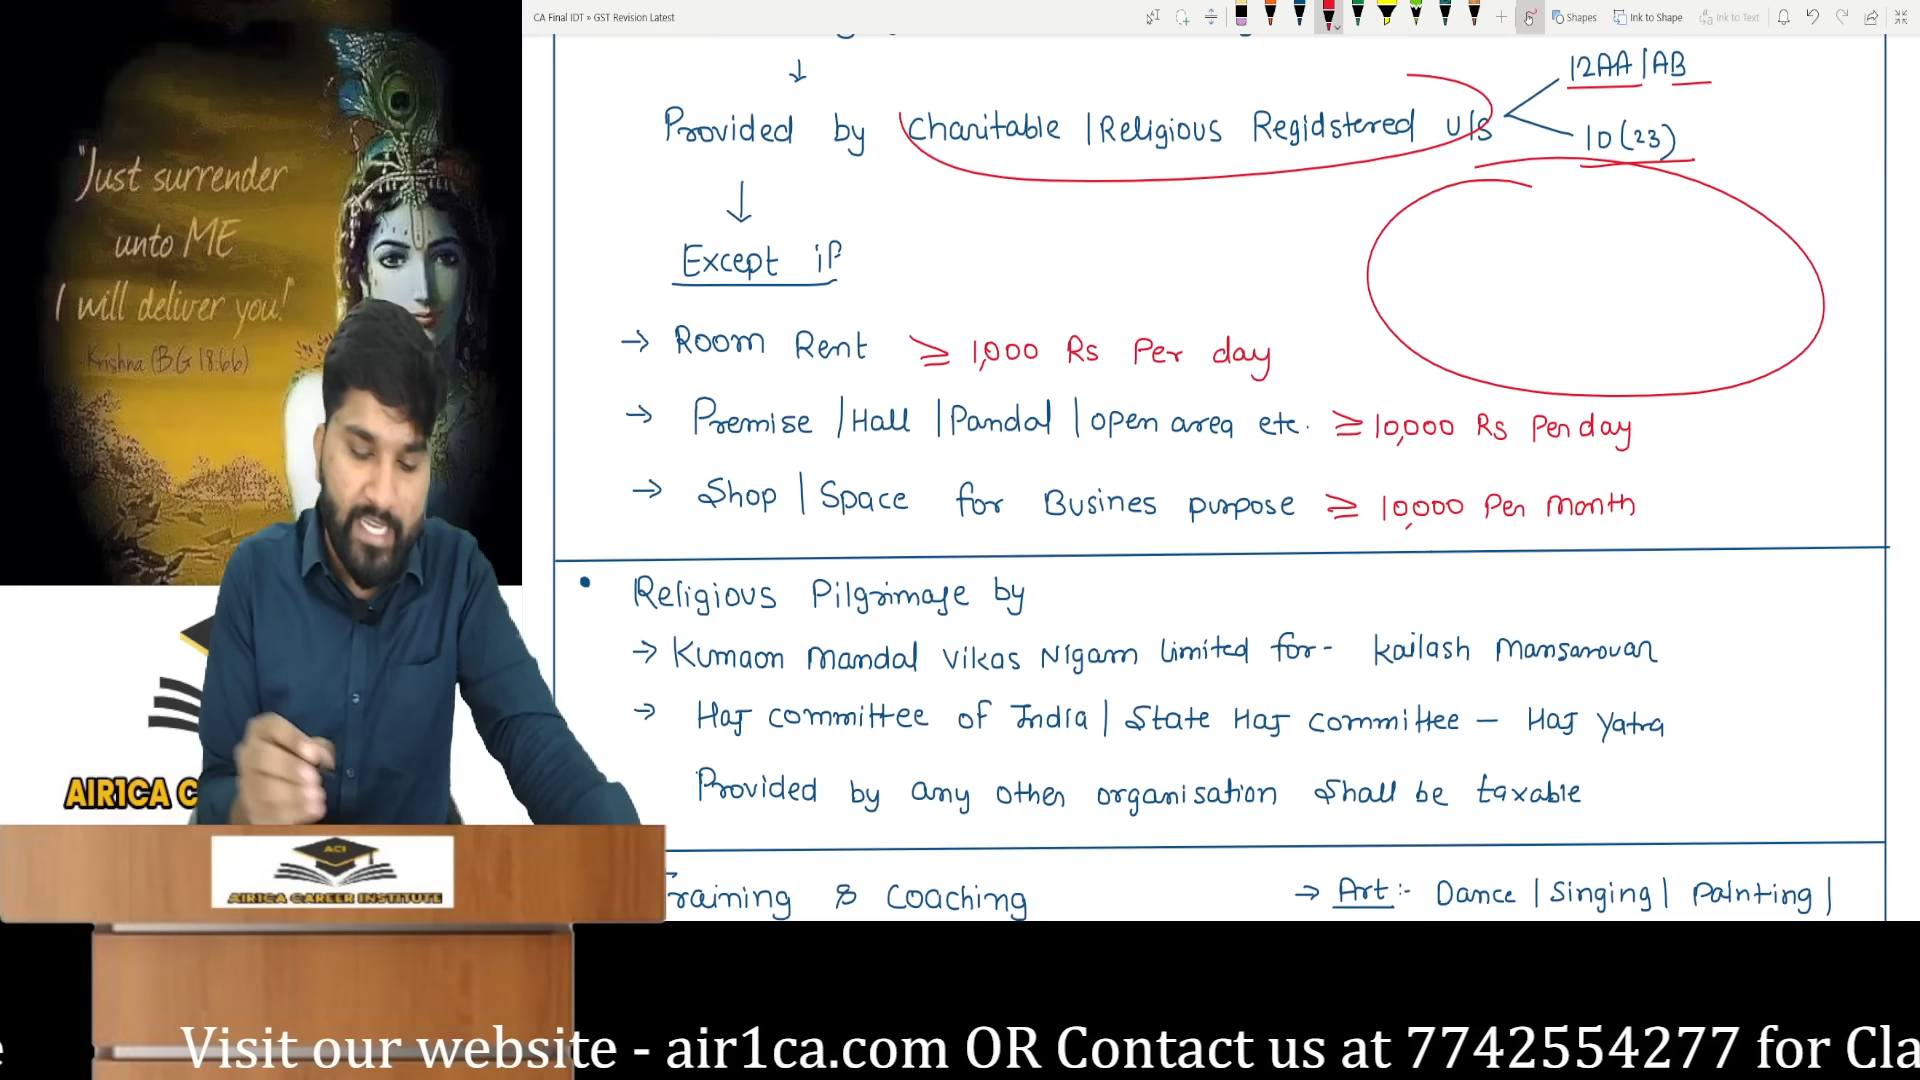 CA Final IDT » GST Revision Latest
Shapes
Ink to Shape
Ink to Text
"Just surrender
unto ME
I will deliver you!"
-Krishna (B.G 18:66)
12AA | AB
Provided by Charitable | Religious Regidstered u/s
10 (23)
Except if
→ Room Rent ≥ 1,000 Rs Per day
→ Premise | Hall | Pandal | open area etc. ≥ 10,000 Rs Per day
→ Shop | Space for Busines purpose ≥ 10,000 Per month
• Religious Pilgrimage by
→ Kumaon Mandal Vikas Nigam Limited for - Kailash Mansarovar
→ Haj committee of India | State Haj committee – Haj Yatra
Provided by any other organisation shall be taxable
Training & Coaching
→ Art :- Dance | Singing | Painting |
AIR1CA C
ACI
AIR1CA CAREER INSTITUTE
Visit our website - air1ca.com OR Contact us at 7742554277 for Cla